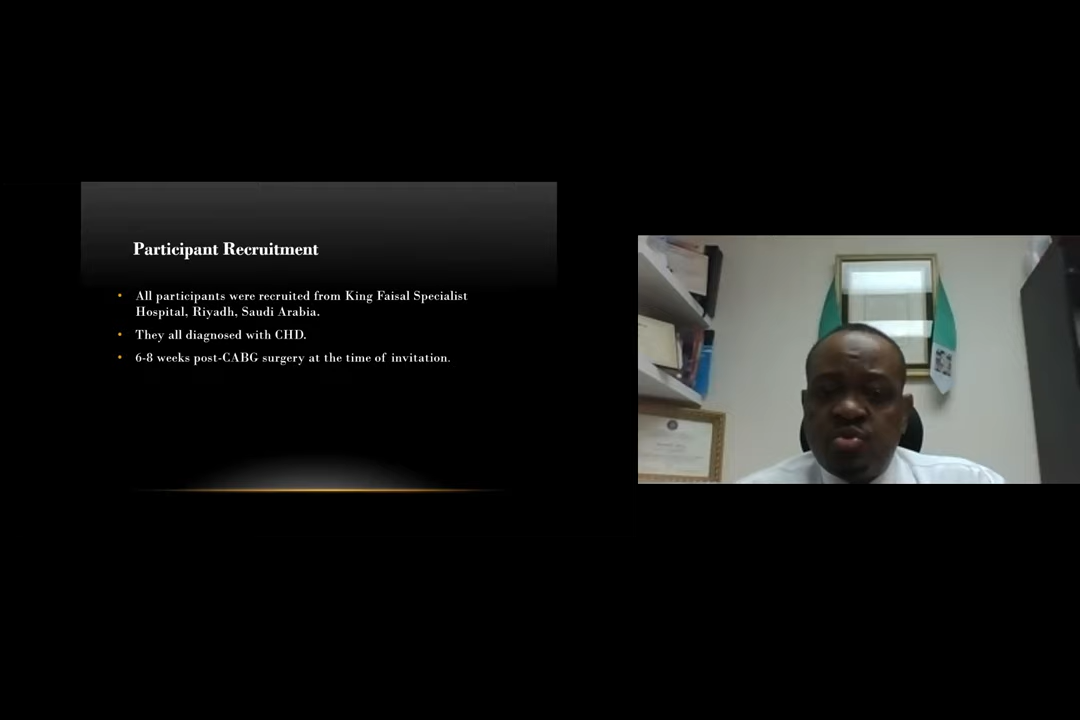 Participant Recruitment
• All participants were recruited from King Faisal Specialist
Hospital, Riyadh, Saudi Arabia.
• They all diagnosed with CHD.
• 6-8 weeks post-CABG surgery at the time of invitation.